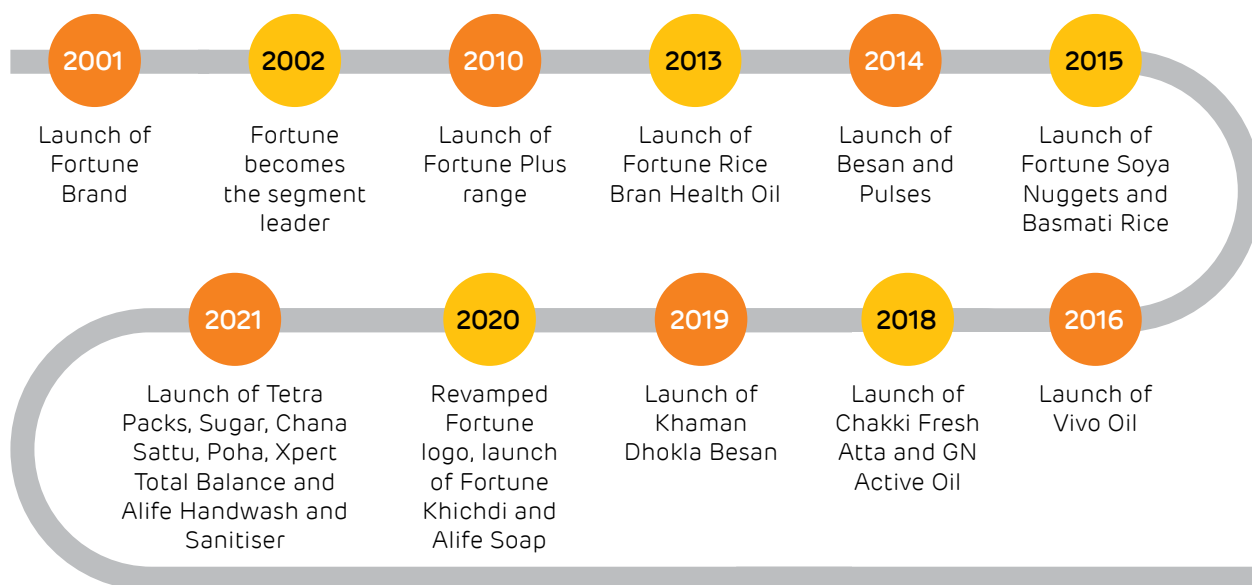 2001
Launch of
Fortune
Brand
2002
Fortune
becomes
the segment
leader
2010
Launch of
Fortune Plus
range
2013
Launch of
Fortune Rice
Bran Health Oil
2014
Launch of
Besan and
Pulses
2015
Launch of
Fortune Soya
Nuggets and
Basmati Rice
2016
Launch of
Vivo Oil
2018
Launch of
Chakki Fresh
Atta and GN
Active Oil
2019
Launch of
Khaman
Dhokla Besan
2020
Revamped
Fortune
logo, launch
of Fortune
Khichdi and
Alife Soap
2021
Launch of Tetra
Packs, Sugar, Chana
Sattu, Poha, Xpert
Total Balance and
Alife Handwash and
Sanitiser